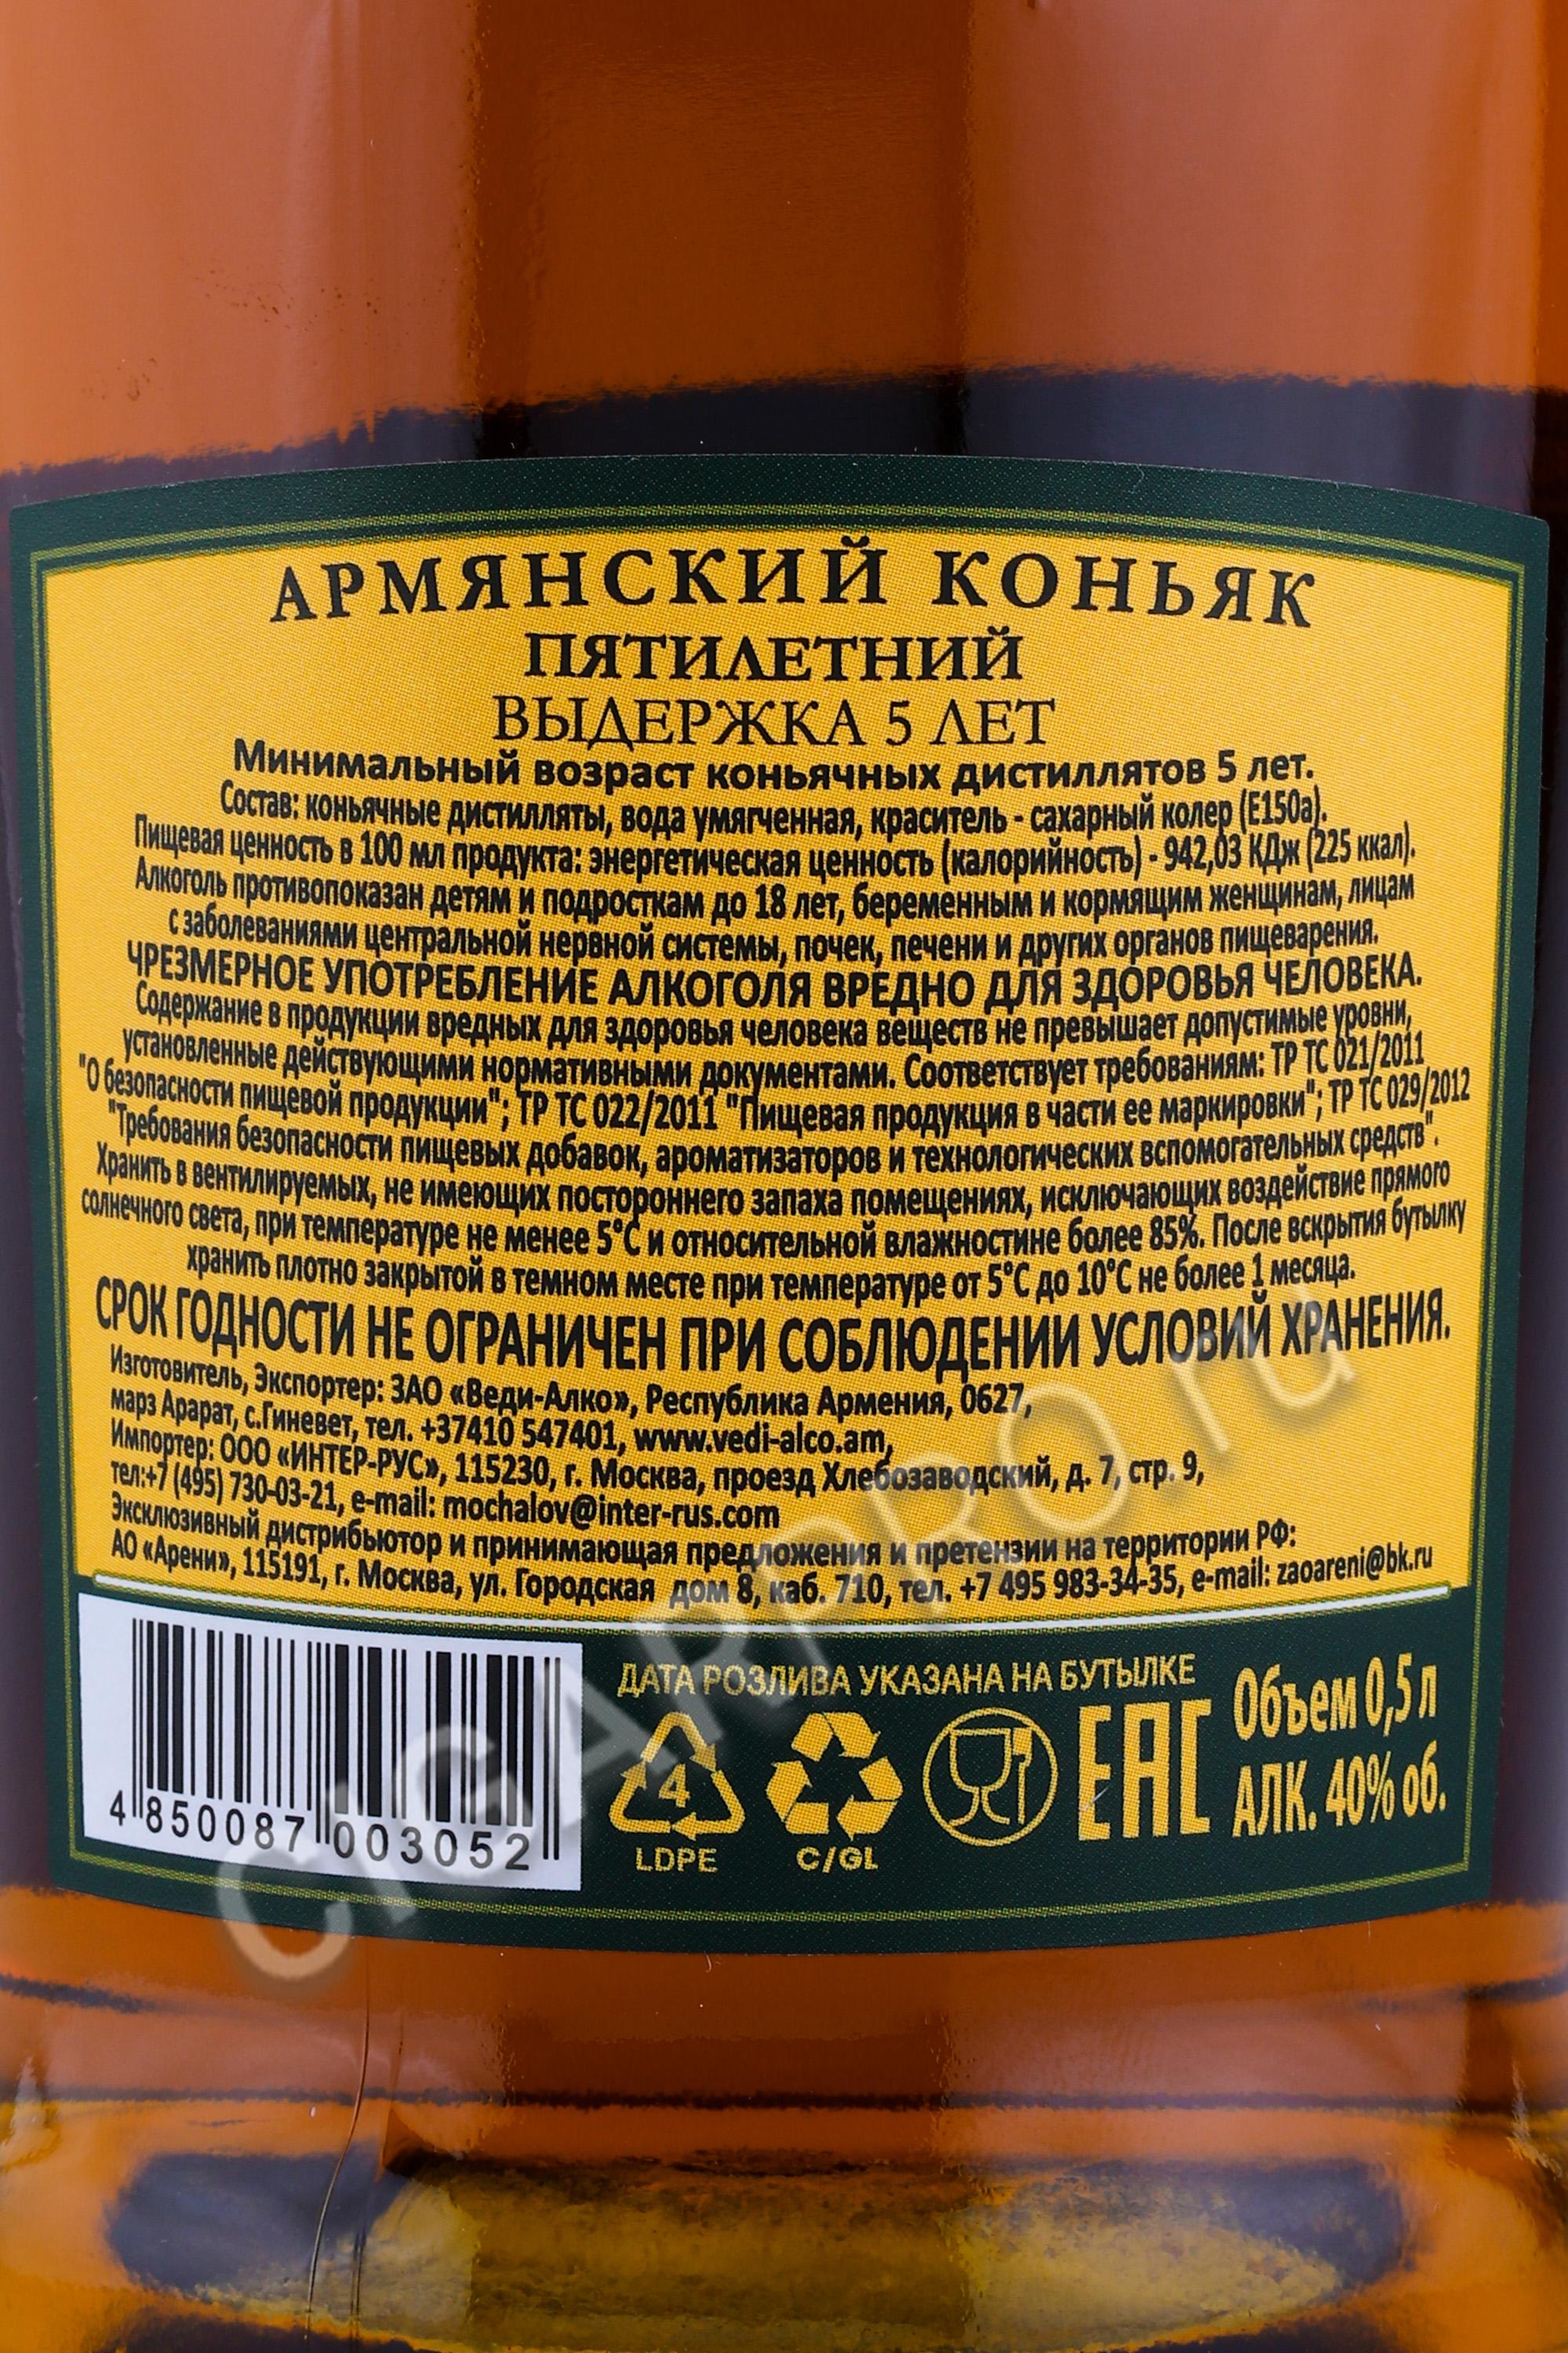 АРМЯНСКИЙ КОНЬЯК
ПЯТИЛЕТНИЙ
ВЫДЕРЖКА 5 ЛЕТ
Минимальный возраст коньячных дистиллятов 5 лет.
Состав: коньячные дистилляты, вода умягченная, краситель - сахарный колер (Е150а).
Пищевая ценность в 100 мл продукта: энергетическая ценность (калорийность) - 942,03 КДж (225 ккал).
Алкоголь противопоказан детям и подросткам до 18 лет, беременным и кормящим женщинам, лицам
с заболеваниями центральной нервной системы, почек, печени и других органов пищеварения.
ЧРЕЗМЕРНОЕ УПОТРЕБЛЕНИЕ АЛКОГОЛЯ ВРЕДНО ДЛЯ ЗДОРОВЬЯ ЧЕЛОВЕКА.
Содержание в продукции вредных для здоровья человека веществ не превышает допустимые уровни,
установленные действующими нормативными документами. Соответствует требованиям: ТР ТС 021/2011
"О безопасности пищевой продукции"; ТР ТС 022/2011 "Пищевая продукция в части ее маркировки"; ТР ТС 029/2012
"Требования безопасности пищевых добавок, ароматизаторов и технологических вспомогательных средств".
Хранить в вентилируемых, не имеющих постороннего запаха помещениях, исключающих воздействие прямого
солнечного света, при температуре не менее 5°С и относительной влажностине более 85%. После вскрытия бутылку
хранить плотно закрытой в темном месте при температуре от 5°С до 10°С не более 1 месяца.
СРОК ГОДНОСТИ НЕ ОГРАНИЧЕН ПРИ СОБЛЮДЕНИИ УСЛОВИЙ ХРАНЕНИЯ.
Изготовитель, Экспортер: ЗАО «Веди-Алко», Республика Армения, 0627,
марз Арарат, с.Гиневет, тел. +37410 547401, www.vedi-alco.am,
Импортер: ООО «ИНТЕР-РУС», 115230, г. Москва, проезд Хлебозаводский, д. 7, стр. 9,
тел:+7 (495) 730-03-21, e-mail: mochalov@inter-rus.com
Эксклюзивный дистрибьютор и принимающая предложения и претензии на территории РФ:
АО «Арени», 115191, г. Москва, ул. Городская дом 8, каб. 710, тел. +7 495 983-34-35, e-mail: zaoareni@bk.ru
ДАТА РОЗЛИВА УКАЗАНА НА БУТЫЛКЕ
4 850087 003052
4
LDPE
C/GL
EAC
Объем 0,5 л
АЛК. 40% об.
CIGARPRO.ru